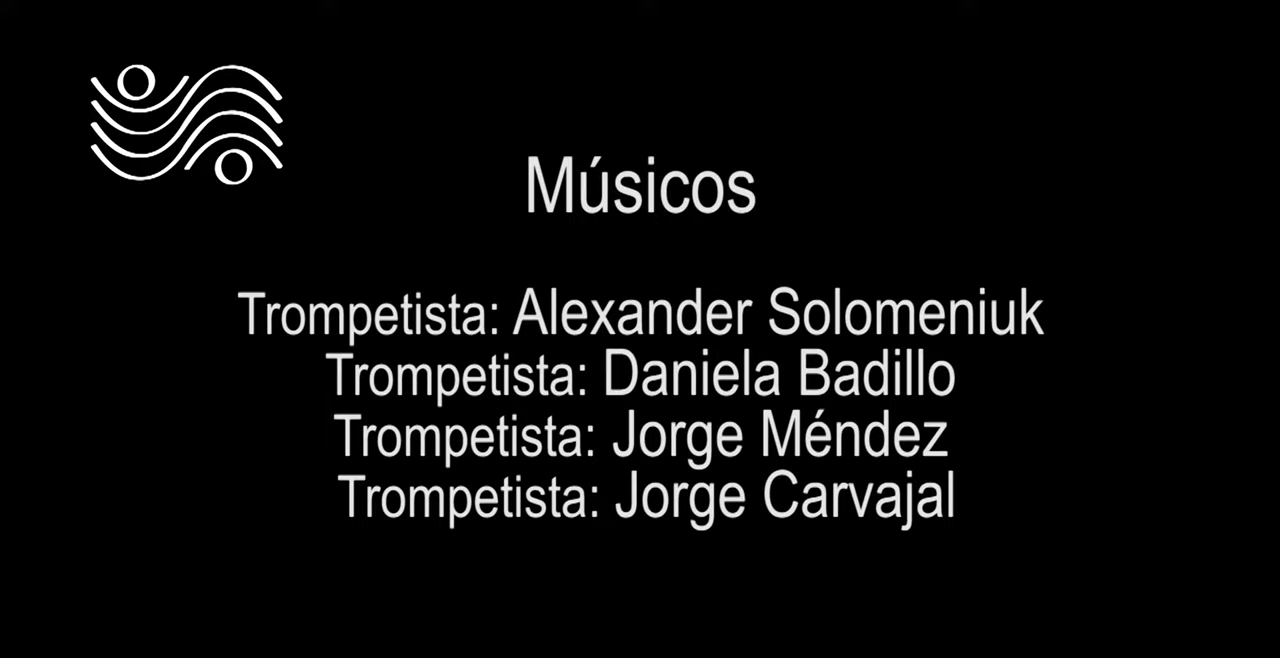 Músicos
Trompetista: Alexander Solomeniuk
Trompetista: Daniela Badillo
Trompetista: Jorge Méndez
Trompetista: Jorge Carvajal